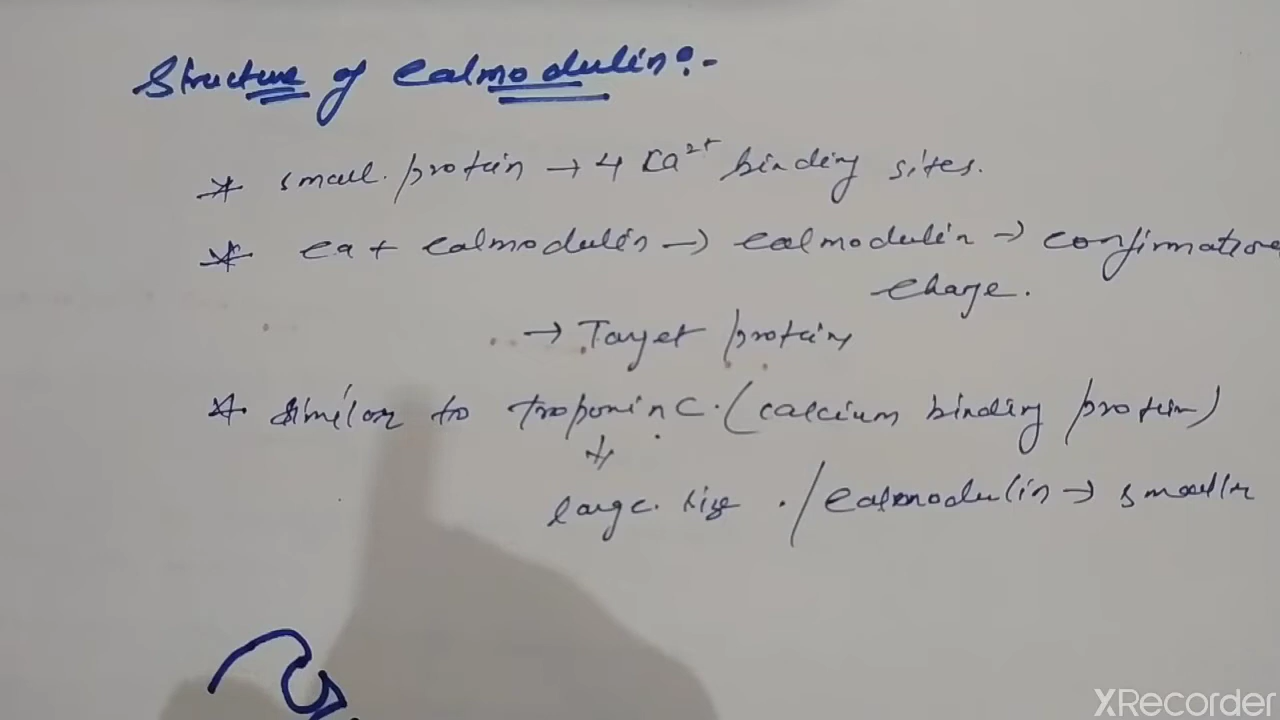 Structure of Calmodulin:-
* small protein → 4 Ca²⁺ binding sites.
* Ca + Calmodulin → Calmodulin → confirmation
Change.
→ Target protein
* Similar to troponin C. (calcium binding protein)
↓
large size . / Calmodulin → smaller
XRecorder